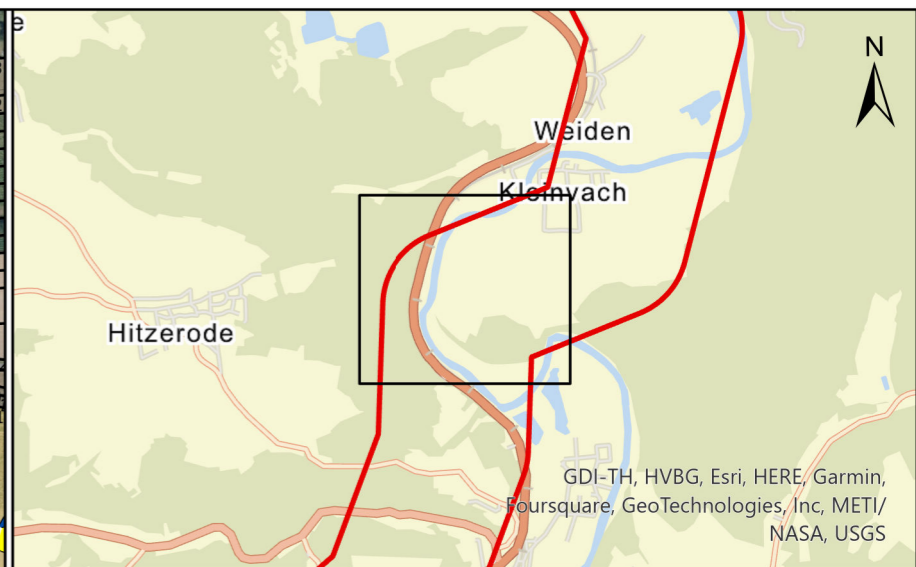 e
N
Weiden
Kleinvach
Hitzerode
GDI-TH, HVBG, Esri, HERE, Garmin,
Foursquare, GeoTechnologies, Inc, METI/
NASA, USGS